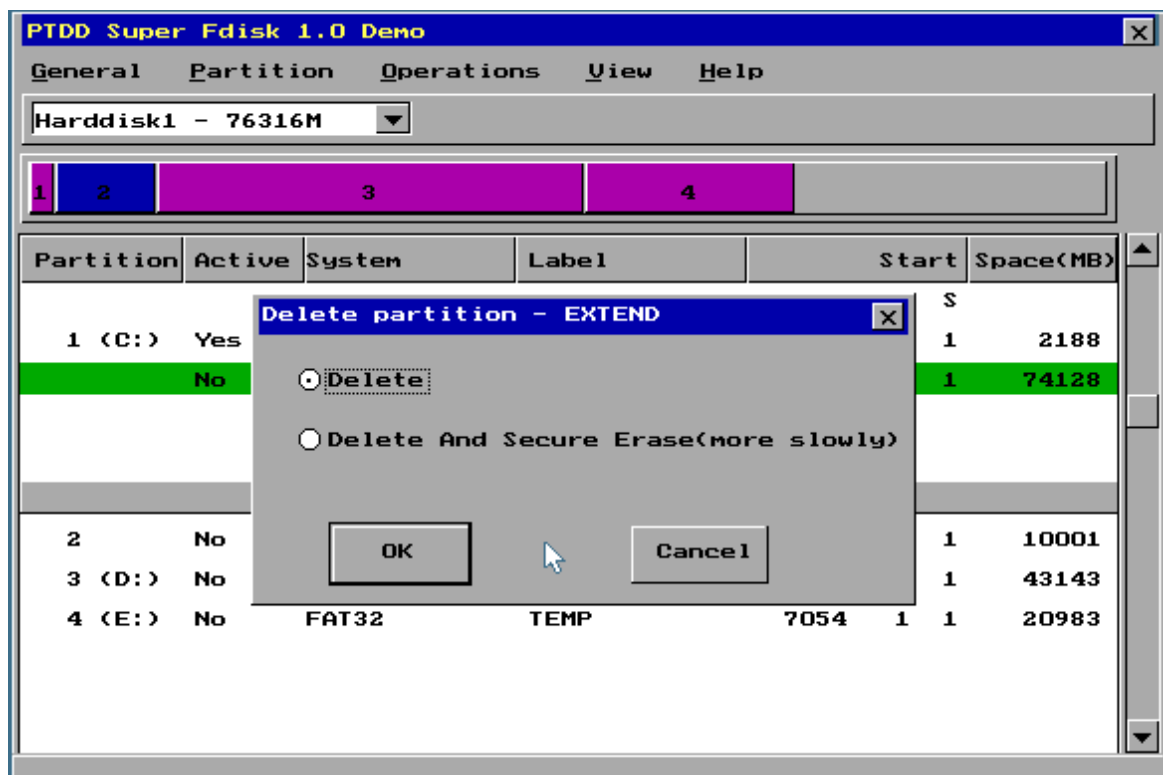 PTDD Super Fdisk 1.0 Demo
General Partition Operations View Help
Harddisk1 - 76316M
1 2 3 4
Partition Active System Label Start Space(MB)
S
Delete partition - EXTEND
1 (C:) Yes 1 2188
No Delete 1 74128
Delete And Secure Erase(more slowly)
2 No OK Cancel 1 10001
3 (D:) No 1 43143
4 (E:) No FAT32 TEMP 7054 1 1 20983